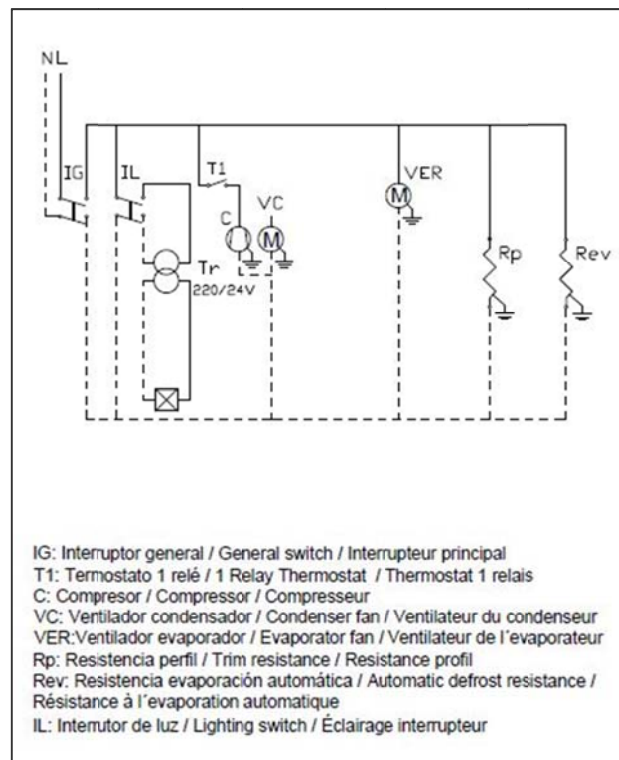 NL
IG
IL
T1
C
VC
VER
Tr
220/24V
M
M
Rp
Rev
IG: Interruptor general / General switch / Interrupteur principal
T1: Termostato 1 relé / 1 Relay Thermostat / Thermostat 1 relais
C: Compresor / Compressor / Compresseur
VC: Ventilador condensador / Condenser fan / Ventilateur du condenseur
VER:Ventilador evaporador / Evaporator fan / Ventilateur de l´evaporateur
Rp: Resistencia perfil / Trim resistance / Resistance profil
Rev: Resistencia evaporación automática / Automatic defrost resistance /
Résistance à l´evaporation automatique
IL: Interrutor de luz / Lighting switch / Éclairage interrupteur